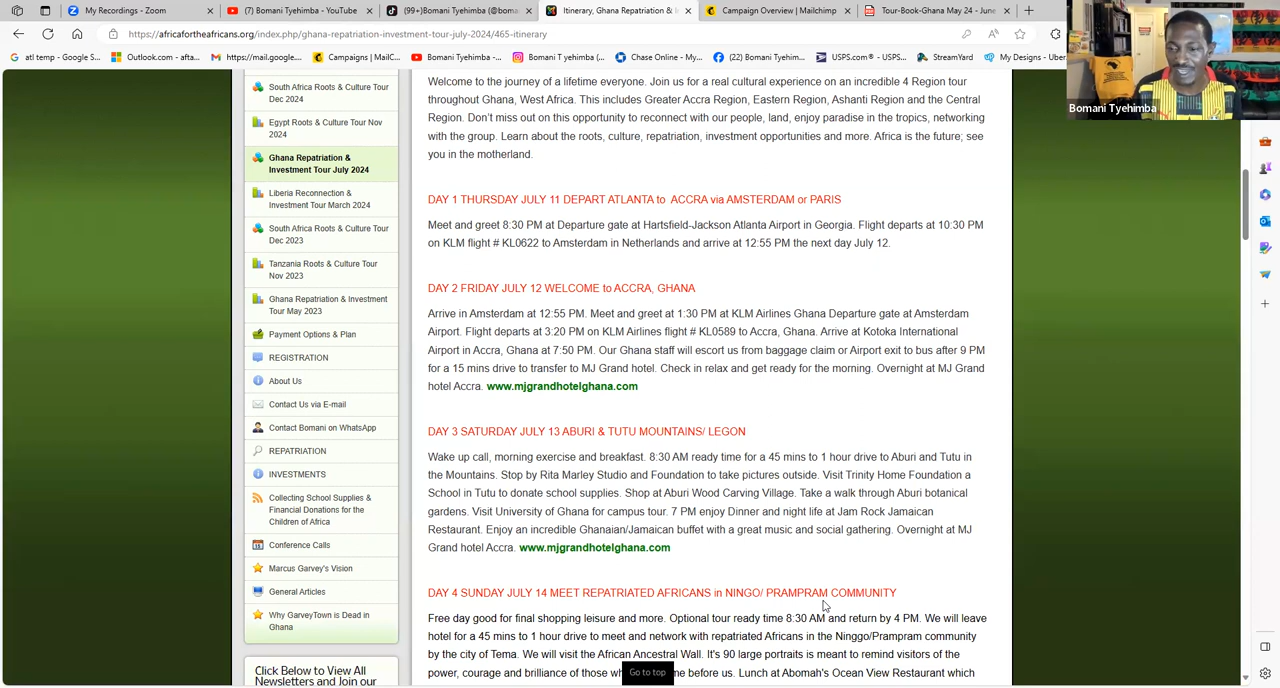 My Recordings - Zoom
(7) Bomani Tyehimba - YouTube
(99+)Bomani Tyehimba (@boma
Itinerary, Ghana Repatriation & I
Campaign Overview | Mailchimp
Tour-Book-Ghana May 24 - June
https://africafortheafricans.org/index.php/ghana-repatriation-investment-tour-july-2024/465-itinerary
atl temp - Google S...
Outlook.com - afta...
https://mail.google....
Campaigns | MailC...
Bomani Tyehimba -...
Bomani T yehimba (...
Chase Online - My...
(22) Bomani Tyehim...
USPS.com® - USPS...
StreamYard
My Designs - Uber
Bomani Tyehimba
South Africa Roots & Culture Tour
Dec 2024
Egypt Roots & Culture Tour Nov
2024
Ghana Repatriation &
Investment Tour July 2024
Liberia Reconnection &
Investment Tour March 2024
South Africa Roots & Culture Tour
Dec 2023
Tanzania Roots & Culture Tour
Nov 2023
Ghana Repatriation & Investment
Tour May 2023
Payment Options & Plan
REGISTRATION
About Us
Contact Us via E-mail
Contact Bomani on WhatsApp
REPATRIATION
INVESTMENTS
Collecting School Supplies &
Financial Donations for the
Children of Africa
Conference Calls
Marcus Garvey's Vision
General Articles
Why GarveyTown is Dead in
Ghana
Click Below to View All
Newsletters and Join our
Welcome to the journey of a lifetime everyone. Join us for a real cultural experience on an incredible 4 Region tour
throughout Ghana, West Africa. This includes Greater Accra Region, Eastern Region, Ashanti Region and the Central
Region. Don't miss out on this opportunity to reconnect with our people, land, enjoy paradise in the tropics, networking
with the group. Learn about the roots, culture, repatriation, investment opportunities and more. Africa is the future; see
you in the motherland.
DAY 1 THURSDAY JULY 11 DEPART ATLANTA to ACCRA via AMSTERDAM or PARIS
Meet and greet 8:30 PM at Departure gate at Hartsfield-Jackson Atlanta Airport in Georgia. Flight departs at 10:30 PM
on KLM flight # KL0622 to Amsterdam in Netherlands and arrive at 12:55 PM the next day July 12.
DAY 2 FRIDAY JULY 12 WELCOME to ACCRA, GHANA
Arrive in Amsterdam at 12:55 PM. Meet and greet at 1:30 PM at KLM Airlines Ghana Departure gate at Amsterdam
Airport. Flight departs at 3:20 PM on KLM Airlines flight # KL0589 to Accra, Ghana. Arrive at Kotoka International
Airport in Accra, Ghana at 7:50 PM. Our Ghana staff will escort us from baggage claim or Airport exit to bus after 9 PM
for a 15 mins drive to transfer to MJ Grand hotel. Check in relax and get ready for the morning. Overnight at MJ Grand
hotel Accra. www.mjgrandhotelghana.com
DAY 3 SATURDAY JULY 13 ABURI & TUTU MOUNTAINS/ LEGON
Wake up call, morning exercise and breakfast. 8:30 AM ready time for a 45 mins to 1 hour drive to Aburi and Tutu in
the Mountains. Stop by Rita Marley Studio and Foundation to take pictures outside. Visit Trinity Home Foundation a
School in Tutu to donate school supplies. Shop at Aburi Wood Carving Village. Take a walk through Aburi botanical
gardens. Visit University of Ghana for campus tour. 7 PM enjoy Dinner and night life at Jam Rock Jamaican
Restaurant. Enjoy an incredible Ghanaian/Jamaican buffet with a great music and social gathering. Overnight at MJ
Grand hotel Accra. www.mjgrandhotelghana.com
DAY 4 SUNDAY JULY 14 MEET REPATRIATED AFRICANS in NINGO/ PRAMPRAM COMMUNITY
Free day good for final shopping leisure and more. Optional tour ready time 8:30 AM and return by 4 PM. We will leave
hotel for a 45 mins to 1 hour drive to meet and network with repatriated Africans in the Ninggo/Prampram community
by the city of Tema. We will visit the African Ancestral Wall. It's 90 large portraits is meant to remind visitors of the
power, courage and brilliance of those wh me before us. Lunch at Abomah's Ocean View Restaurant which
Go to top